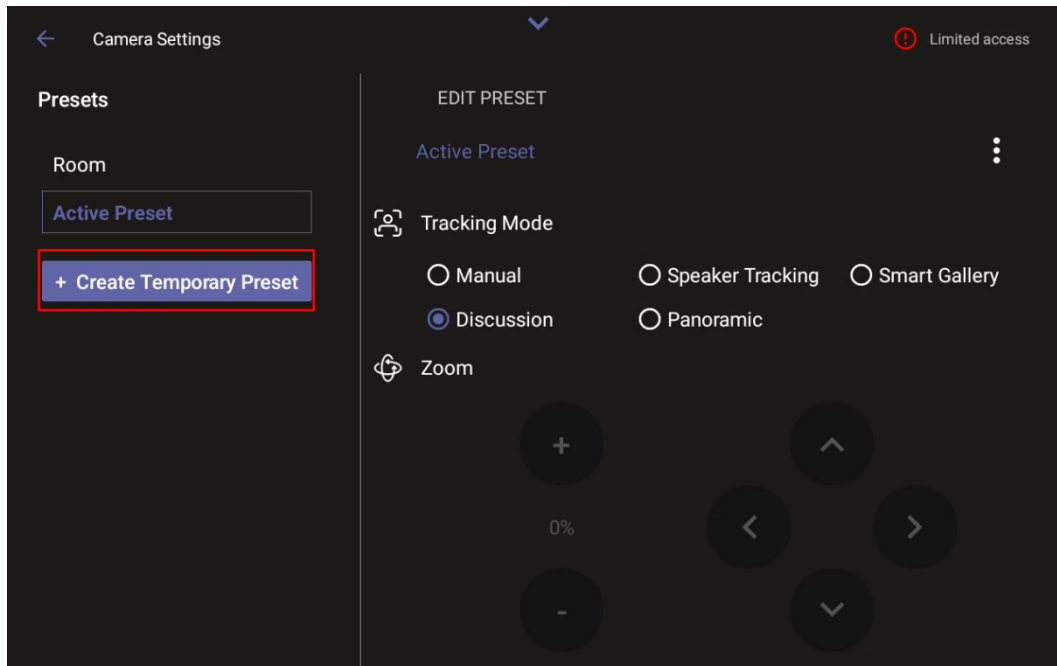 Camera Settings
Limited access
Presets
Room
Active Preset
+ Create Temporary Preset
EDIT PRESET
Active Preset
Tracking Mode
Manual
Speaker Tracking
Smart Gallery
Discussion
Panoramic
Zoom
+
0%
-